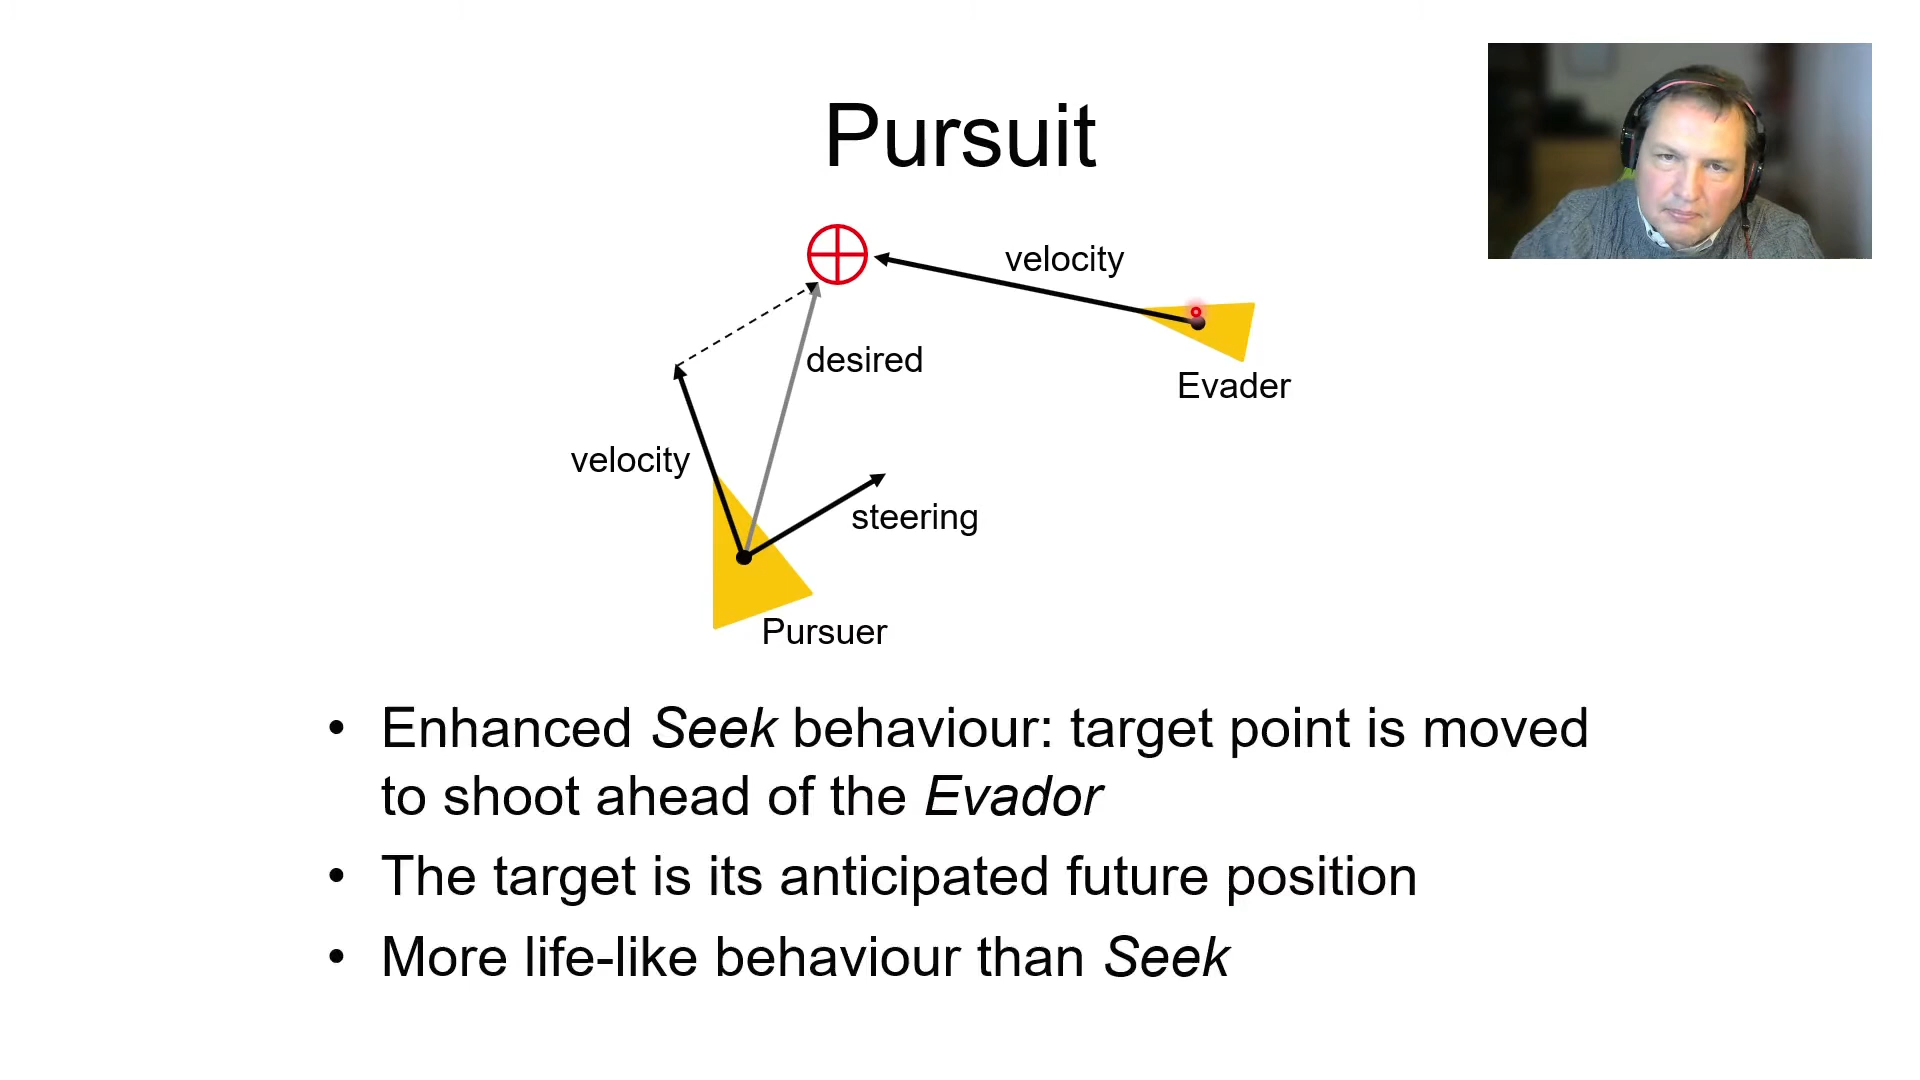 Pursuit
velocity
desired
Evader
velocity
steering
Pursuer
• Enhanced Seek behaviour: target point is moved
to shoot ahead of the Evador
• The target is its anticipated future position
• More life-like behaviour than Seek